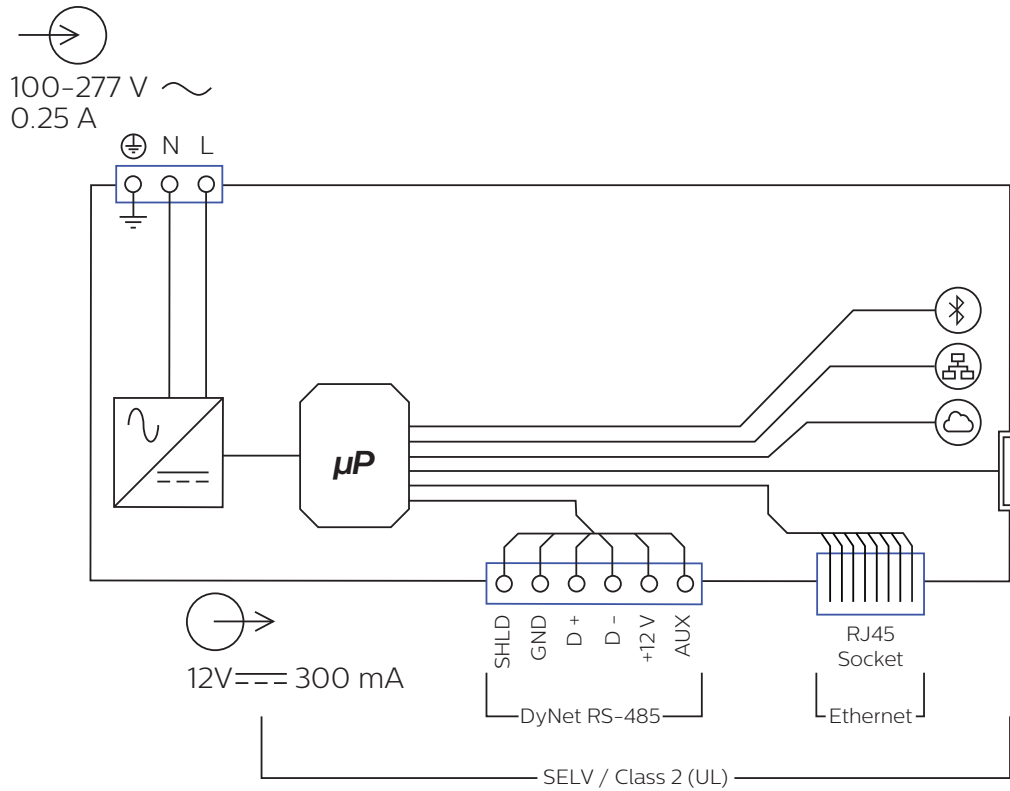 100-277 V
0.25 A
N L
µP
SHLD
GND
D +
D -
+12 V
AUX
RJ45
Socket
12V 300 mA
DyNet RS-485
Ethernet
SELV / Class 2 (UL)